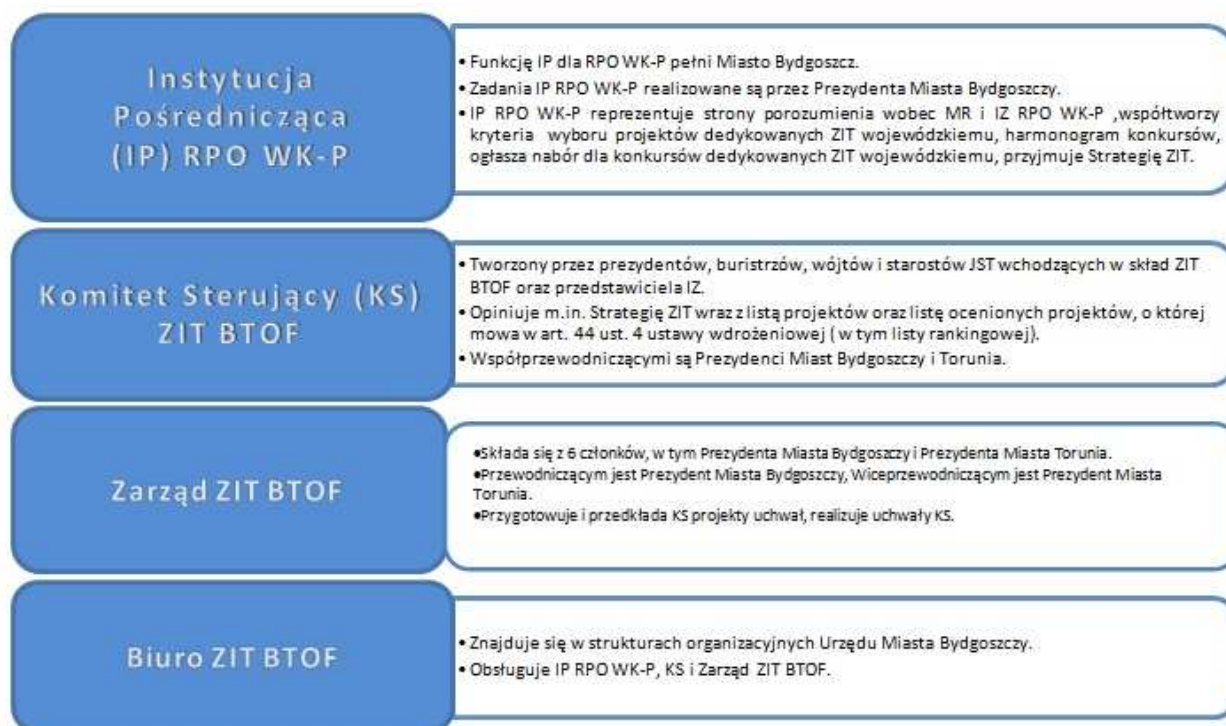 Instytucja
Pośrednicząca
(IP) RPO WK-P
• Funkcję IP dla RPO WK-P pełni Miasto Bydgoszcz.
• Zadania IP RPO WK-P realizowane są przez Prezydenta Miasta Bydgoszczy.
• IP RPO WK-P reprezentuje strony porozumienia wobec MR i IZ RPO WK-P ,współtworzy
kryteria wyboru projektów dedykowanych ZIT wojewódzkiemu, harmonogram konkursów,
ogłasza nabór dla konkursów dedykowanych ZIT wojewódzkiemu, przyjmuje Strategię ZIT.
Komitet Sterujący (KS)
ZIT BTOF
• Tworzony przez prezydentów, buristrzów, wójtów i starostów JST wchodzących w skład ZIT
BTOF oraz przedstawiciela IZ.
• Opiniuje m.in. Strategię ZIT wraz z listą projektów oraz listę ocenionych projektów, o której
mowa w art. 44 ust. 4 ustawy wdrożeniowej ( w tym listy rankingowej).
• Współprzewodniczącymi są Prezydenci Miast Bydgoszczy i Torunia.
Zarząd ZIT BTOF
•Składa się z 6 członków, w tym Prezydenta Miasta Bydgoszczy i Prezydenta Miasta Torunia.
•Przewodniczącym jest Prezydent Miasta Bydgoszczy, Wiceprzewodniczącym jest Prezydent Miasta
Torunia.
•Przygotowuje i przedkłada KS projekty uchwał, realizuje uchwały KS.
Biuro ZIT BTOF
• Znajduje się w strukturach organizacyjnych Urzędu Miasta Bydgoszczy.
• Obsługuje IP RPO WK-P, KS i Zarząd ZIT BTOF.